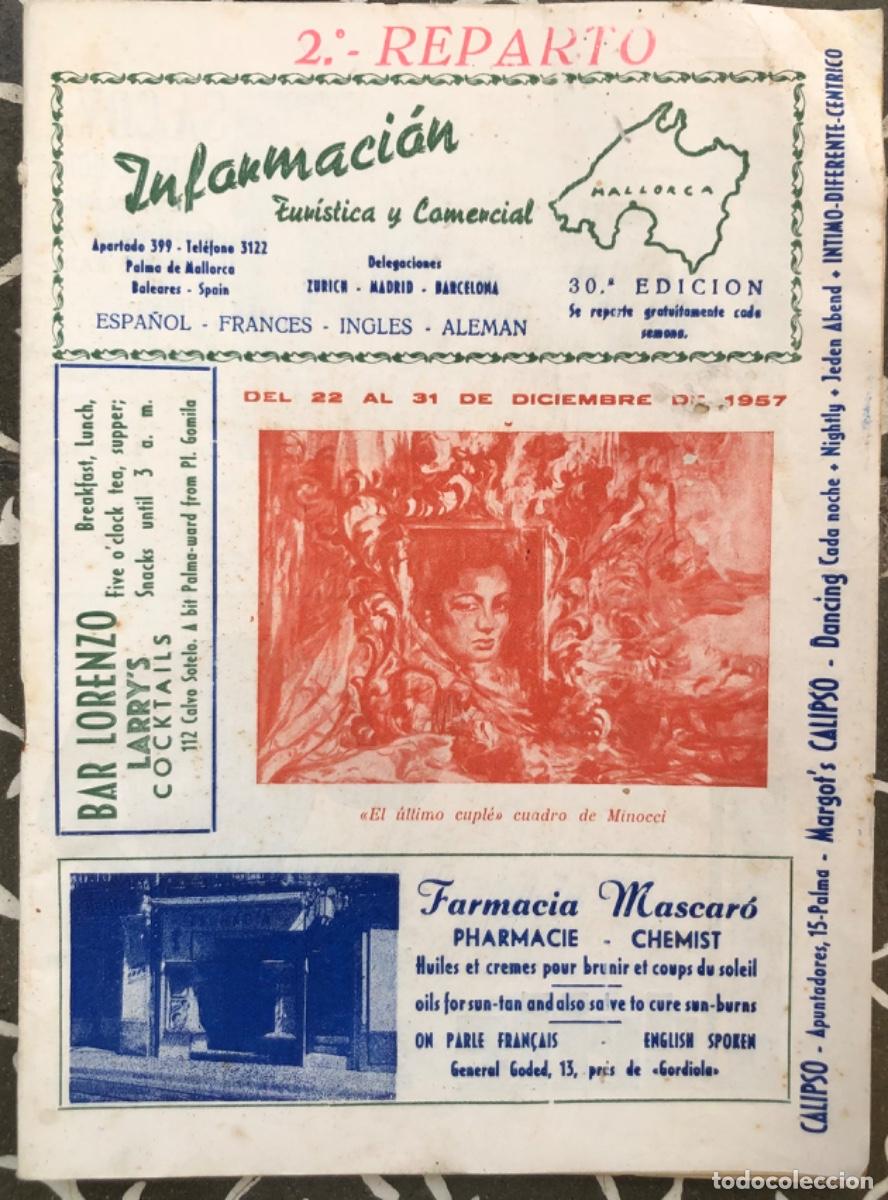 2.º - REPARTO
Información
Turística y Comercial
MALLORCA
Apartado 399 - Teléfono 3122
Palma de Mallorca
Baleares - Spain
Delegaciones
ZURICH - MADRID - BARCELONA
30.ª EDICION
Se reparte gratuitamente cada
semana.
ESPAÑOL - FRANCES - INGLES - ALEMAN
DEL 22 AL 31 DE DICIEMBRE DE 1957
BAR LORENZO
LARRY'S
COCKTAILS
Breakfast, Lunch,
Five o'clock tea, supper;
Snacks until 3 a. m.
112 Calvo Sotelo. A bit Palma-ward from Pl. Gomila
«El último cuplé» cuadro de Minocci
Farmacia Mascaró
PHARMACIE - CHEMIST
Huiles et cremes pour brunir et coups du soleil
oils for sun-tan and also salve to cure sun-burns
ON PARLE FRANÇAIS - ENGLISH SPOKEN
General Goded, 13, prés de «Gordiola»
CALIPSO - Apuntadores, 15-Palma - Margot's CALIPSO - Dancing Cada noche + Nightly + Jeden Abend + INTIMO-DIFERENTE-CENTRICO
todocoleccion